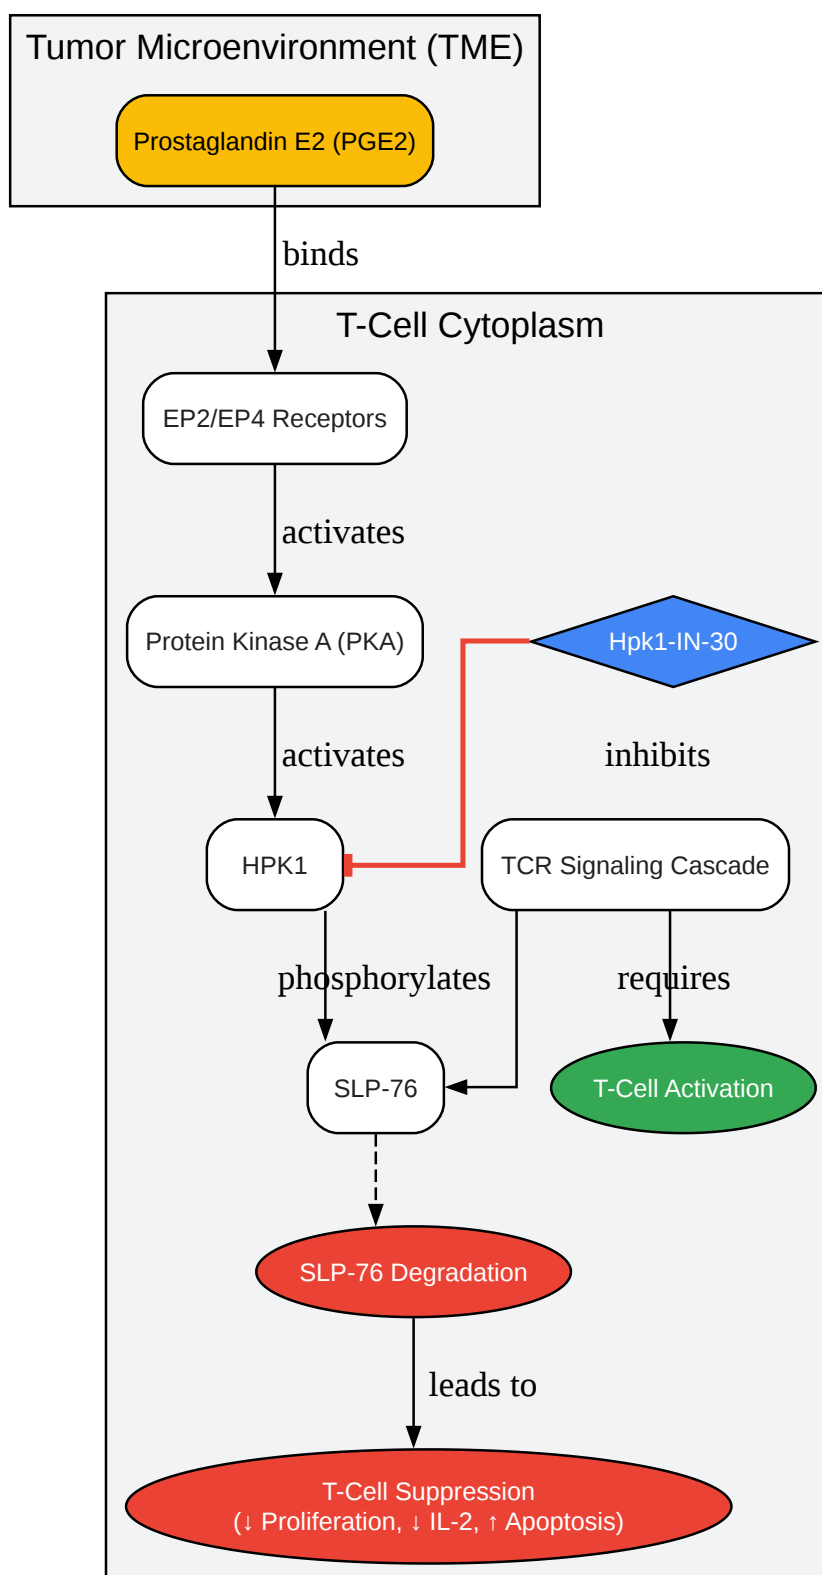 Tumor Microenvironment (TME)
Prostaglandin E2 (PGE2)
binds
T-Cell Cytoplasm
EP2/EP4 Receptors
activates
Protein Kinase A (PKA)
Hpk1-IN-30
activates
inhibits
HPK1
TCR Signaling Cascade
phosphorylates
requires
SLP-76
T-Cell Activation
SLP-76 Degradation
leads to
T-Cell Suppression
(↓ Proliferation, ↓ IL-2, ↑ Apoptosis)